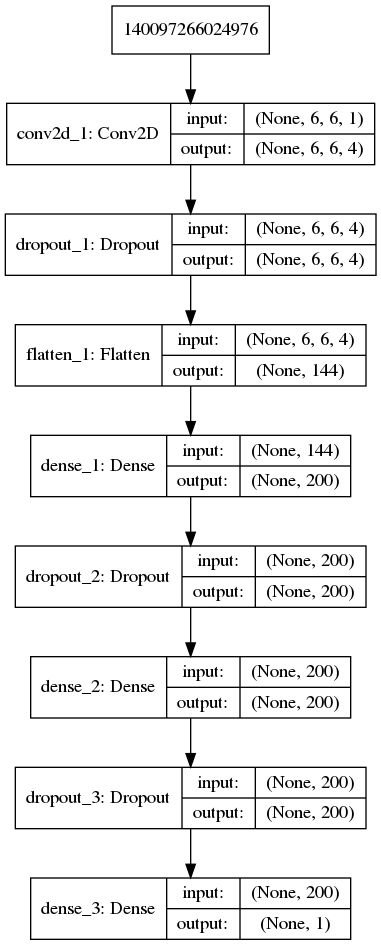 140097266024976
conv2d_1: Conv2D
input: (None, 6, 6, 1)
output: (None, 6, 6, 4)
dropout_1: Dropout
input: (None, 6, 6, 4)
output: (None, 6, 6, 4)
flatten_1: Flatten
input: (None, 6, 6, 4)
output: (None, 144)
dense_1: Dense
input: (None, 144)
output: (None, 200)
dropout_2: Dropout
input: (None, 200)
output: (None, 200)
dense_2: Dense
input: (None, 200)
output: (None, 200)
dropout_3: Dropout
input: (None, 200)
output: (None, 200)
dense_3: Dense
input: (None, 200)
output: (None, 1)